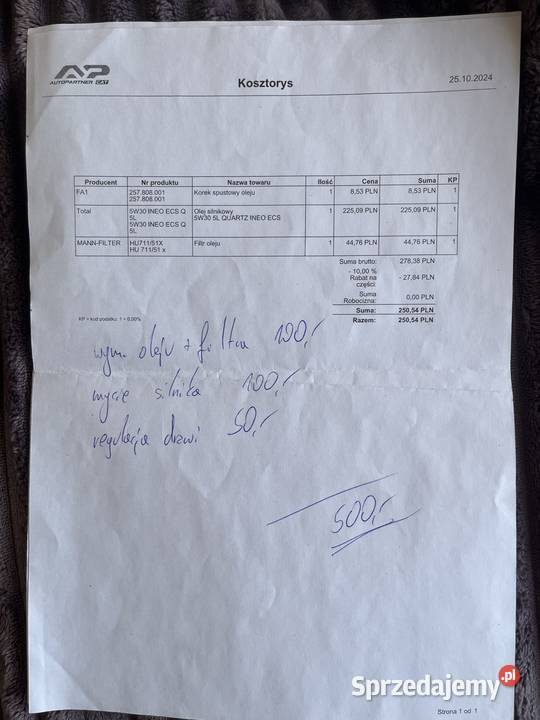 AP
AUTOPARTNER CAT
Kosztorys
25.10.2024
Producent Nr produktu Nazwa towaru Ilość Cena Suma KP
FA1 257.808.001 Korek spustowy oleju 1 8,53 PLN 8,53 PLN 1
257.808.001
Total 5W30 INEO ECS Q Olej silnikowy 1 225,09 PLN 225,09 PLN 1
5L 5W30 5L QUARTZ INEO ECS
5W30 INEO ECS Q
5L
MANN-FILTER HU711/51X Filtr oleju 1 44,76 PLN 44,76 PLN 1
HU 711/51 x
Suma brutto: 278,38 PLN
- 10,00 % - 27,84 PLN
Rabat na
części:
Suma 0,00 PLN
Robocizna:
Suma: 250,54 PLN
KP = kod podatku: 1 = 0,00% Razem: 250,54 PLN
wym. oleju + filtra 100,-
mycie silnika 100,-
regulacja drzwi 50,-
500,-
Sprzedajemy.pl
Strona 1 od 1